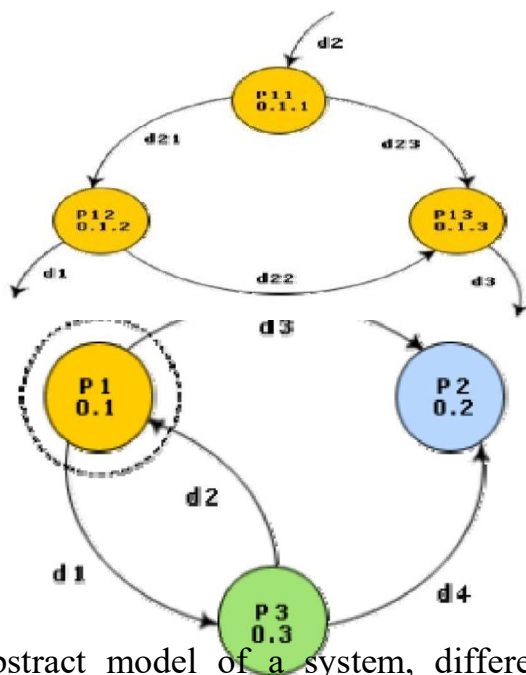 d2
P11
0.1.1
d21
d23
P12
0.1.2
P13
0.1.3
d1
d22
d3
d3
P1
0.1
P2
0.2
d2
d1
d4
P3
0.3
bstract model of a system, differe